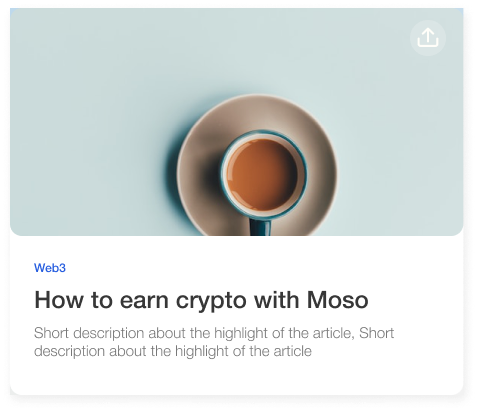 Web3
How to earn crypto with Moso
Short description about the highlight of the article, Short
description about the highlight of the article